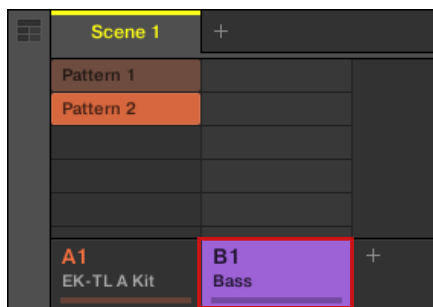 Scene 1 +
Pattern 1
Pattern 2
A1 B1 +
EK-TL A Kit Bass